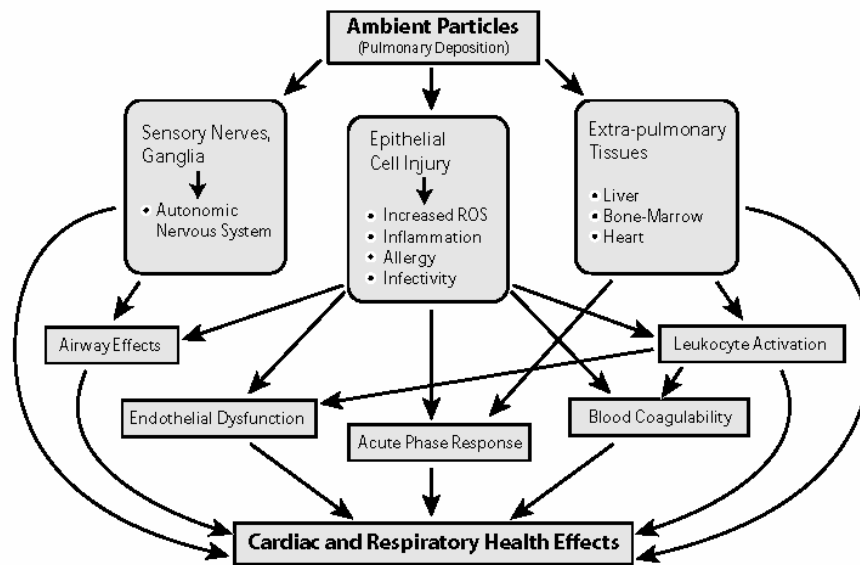 Ambient Particles
(Pulmonary Deposition)
Sensory Nerves,
Ganglia
• Autonomic
Nervous System
Epithelial
Cell Injury
• Increased ROS
• Inflammation
• Allergy
• Infectivity
Extra-pulmonary
Tissues
• Liver
• Bone-Marrow
• Heart
Airway Effects
Leukocyte Activation
Endothelial Dysfunction
Acute Phase Response
Blood Coagulability
Cardiac and Respiratory Health Effects